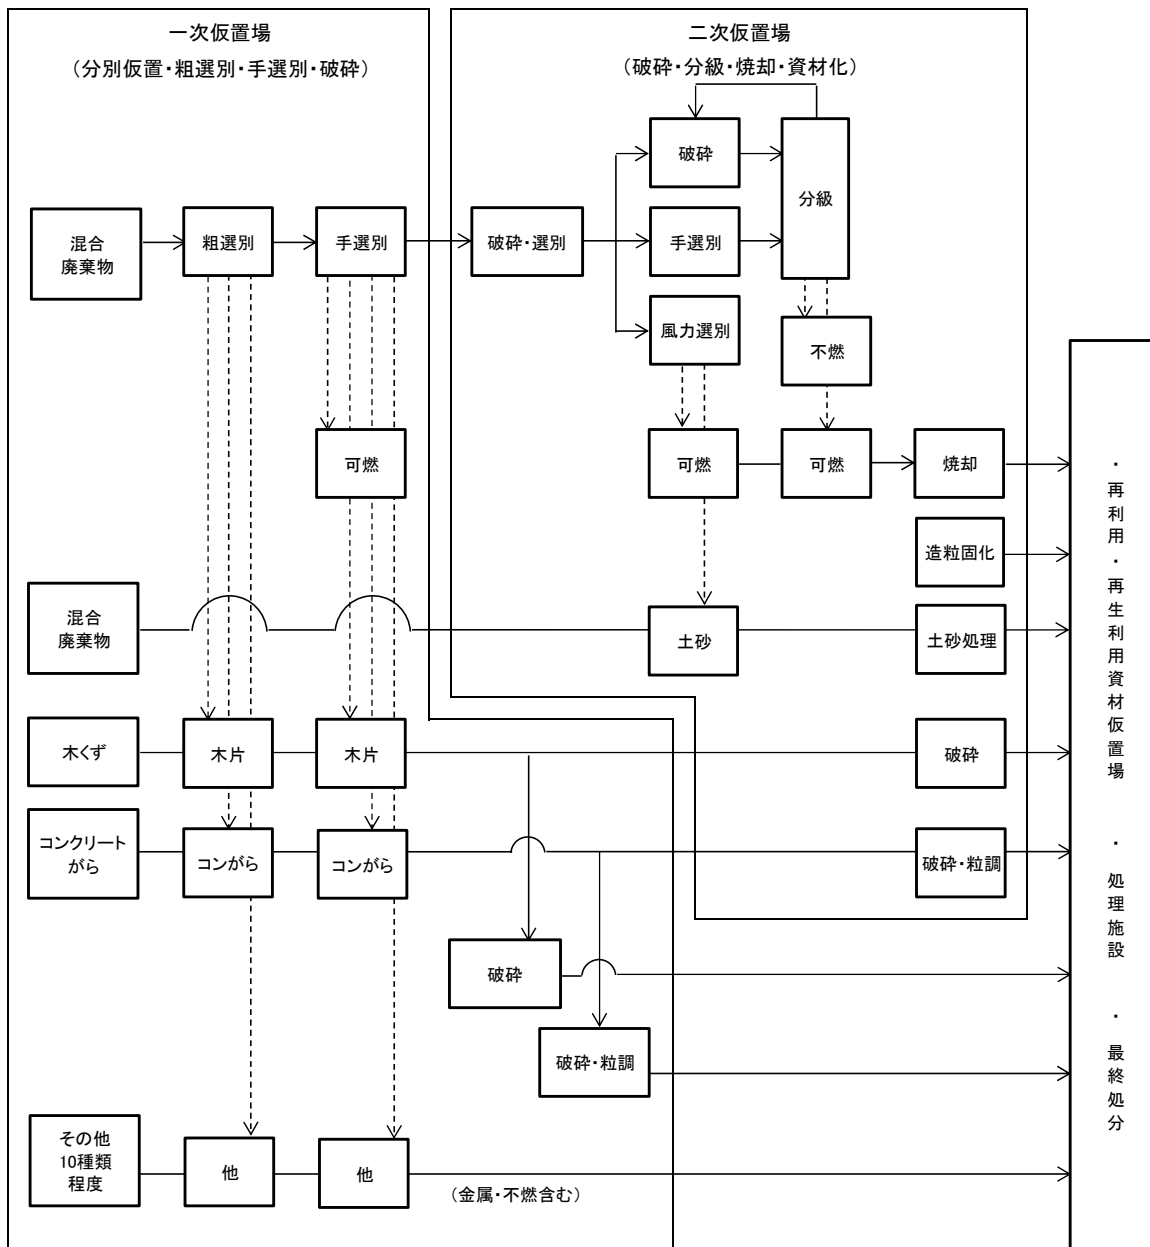 一次仮置場
（分別仮置・粗選別・手選別・破砕）
二次仮置場
（破砕・分級・焼却・資材化）
破砕
分級
混合
廃棄物
粗選別
手選別
破砕・選別
手選別
風力選別
不燃
可燃
可燃
可燃
焼却
造粒固化
混合
廃棄物
土砂
土砂処理
木くず
木片
木片
破砕
コンクリート
がら
コンがら
コンがら
破砕・粒調
破砕
破砕・粒調
その他
10種類
程度
他
他
（金属・不燃含む）
・再利用・再生利用資材仮置場　・処理施設　・最終処分